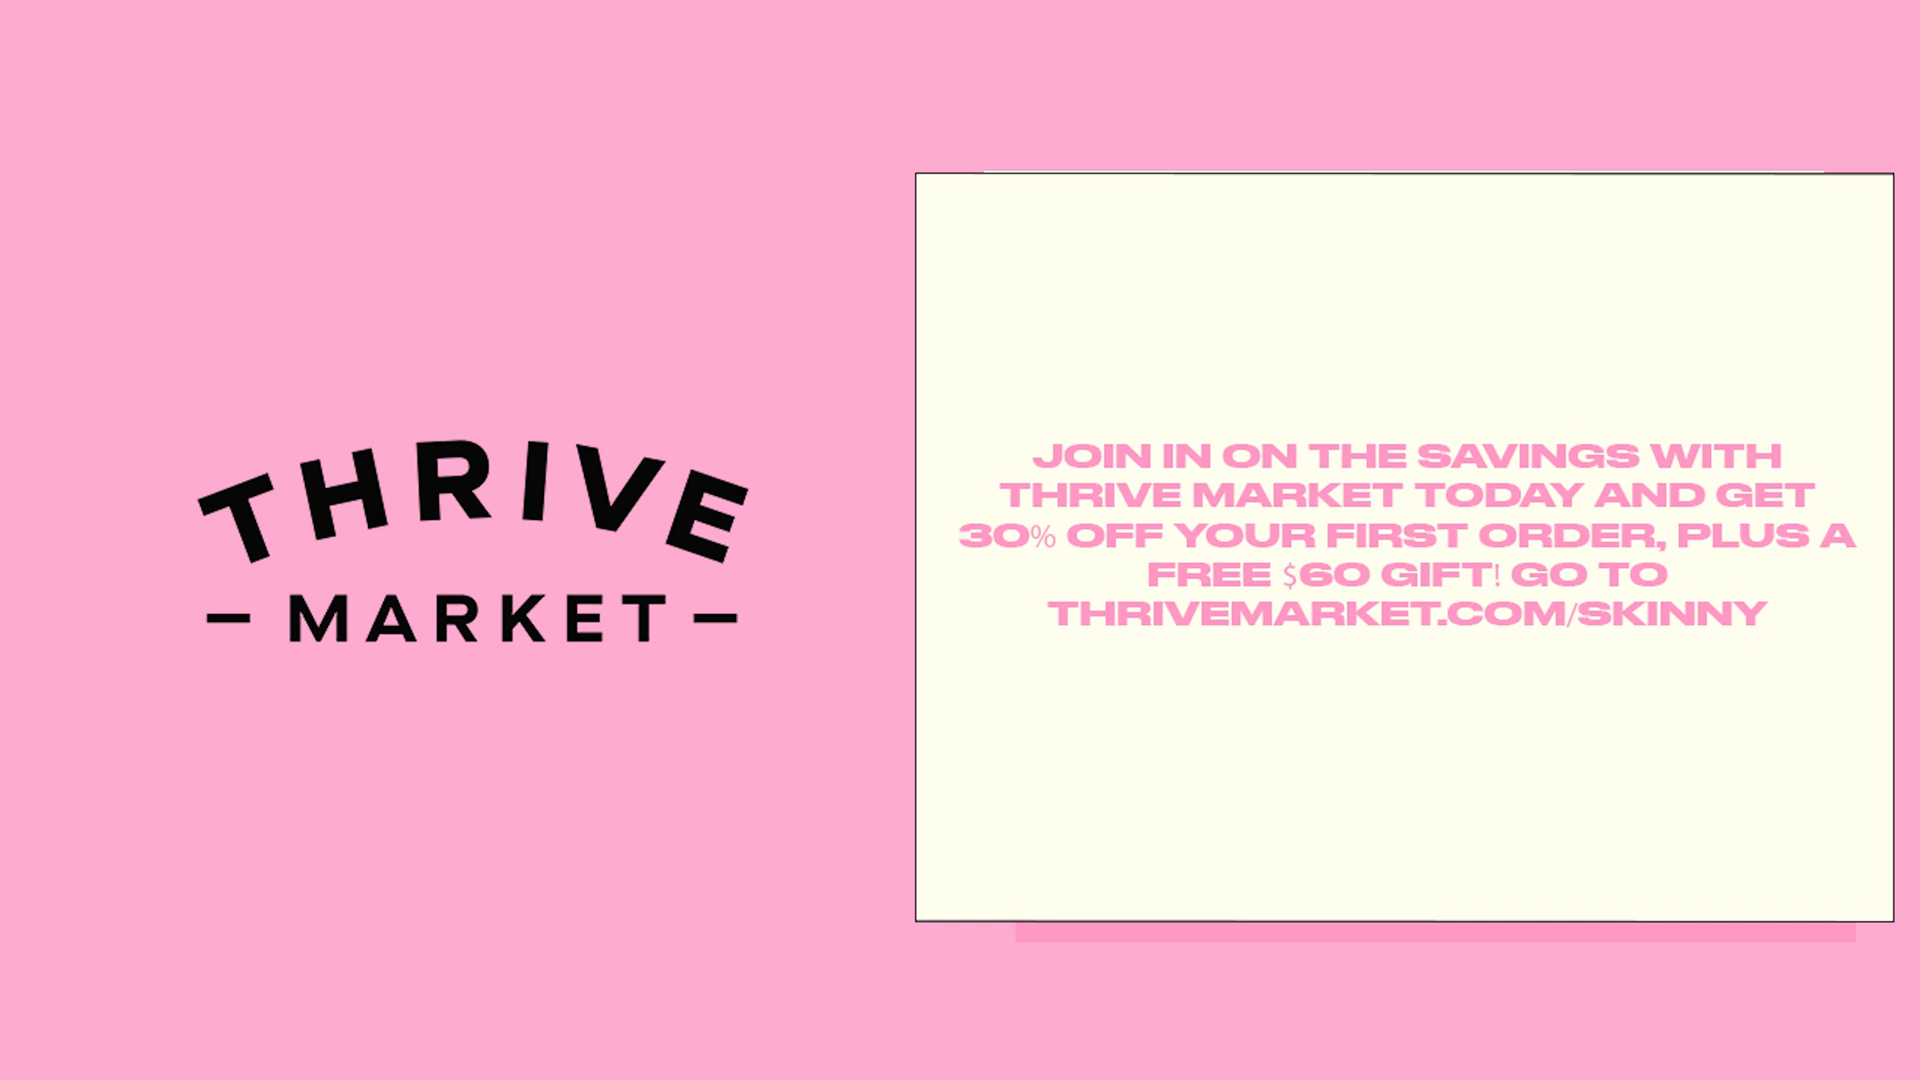 THRIVE
– MARKET –
JOIN IN ON THE SAVINGS WITH
THRIVE MARKET TODAY AND GET
30% OFF YOUR FIRST ORDER, PLUS A
FREE $60 GIFT! GO TO
THRIVEMARKET.COM/SKINNY